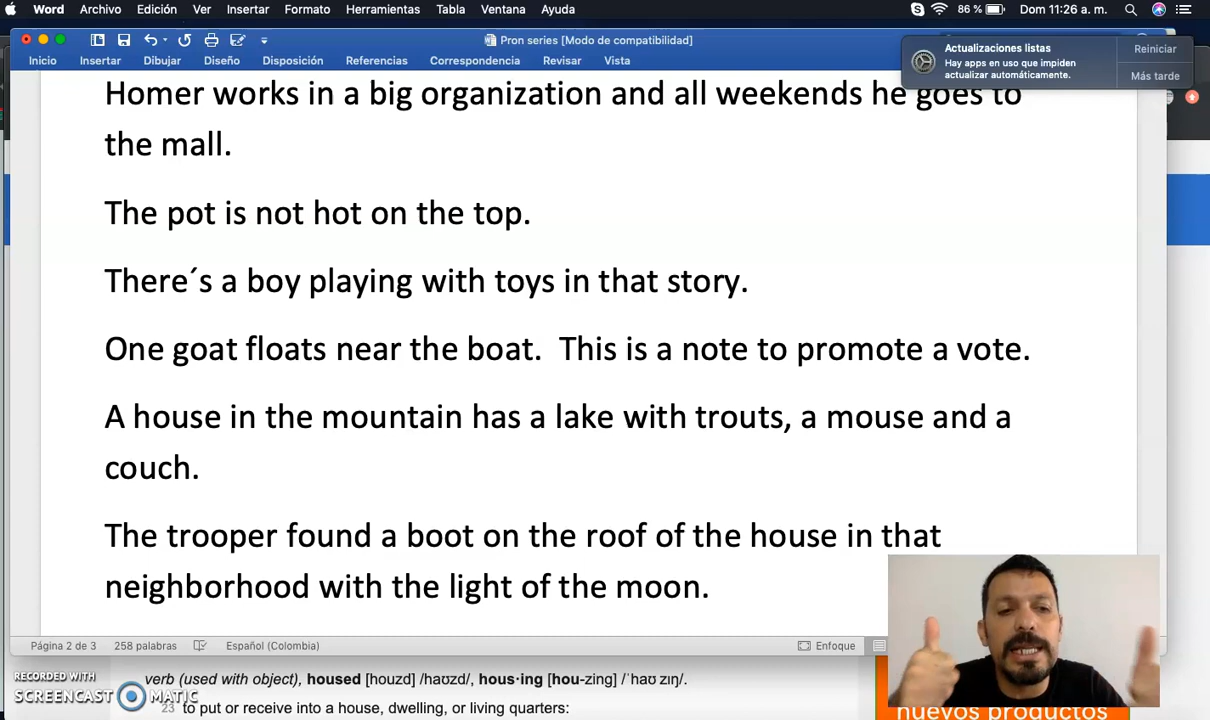 Word Archivo Edición Ver Insertar Formato Herramientas Tabla Ventana Ayuda 86 % Dom 11:26 a. m.
Pron series [Modo de compatibilidad]
Inicio Insertar Dibujar Diseño Disposición Referencias Correspondencia Revisar Vista
Actualizaciones listas
Hay apps en uso que impiden
actualizar automáticamente.
Reiniciar
Más tarde
Homer works in a big organization and all weekends he goes to
the mall.
The pot is not hot on the top.
There´s a boy playing with toys in that story.
One goat floats near the boat.  This is a note to promote a vote.
A house in the mountain has a lake with trouts, a mouse and a
couch.
The trooper found a boot on the roof of the house in that
neighborhood with the light of the moon.
Página 2 de 3 258 palabras Español (Colombia) Enfoque
verb (used with object), housed [houzd] /haʊzd/, hous·ing [hou-zing] /ˈhaʊ zɪŋ/.
23 to put or receive into a house, dwelling, or living quarters:
RECORDED WITH
SCREENCAST MATIC
nuevos productos